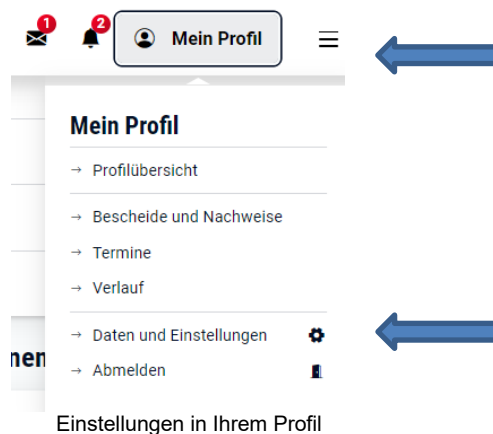 1
2
Mein Profil
Mein Profil
→ Profilübersicht
→ Bescheide und Nachweise
→ Termine
→ Verlauf
→ Daten und Einstellungen
nen
→ Abmelden
Einstellungen in Ihrem Profil